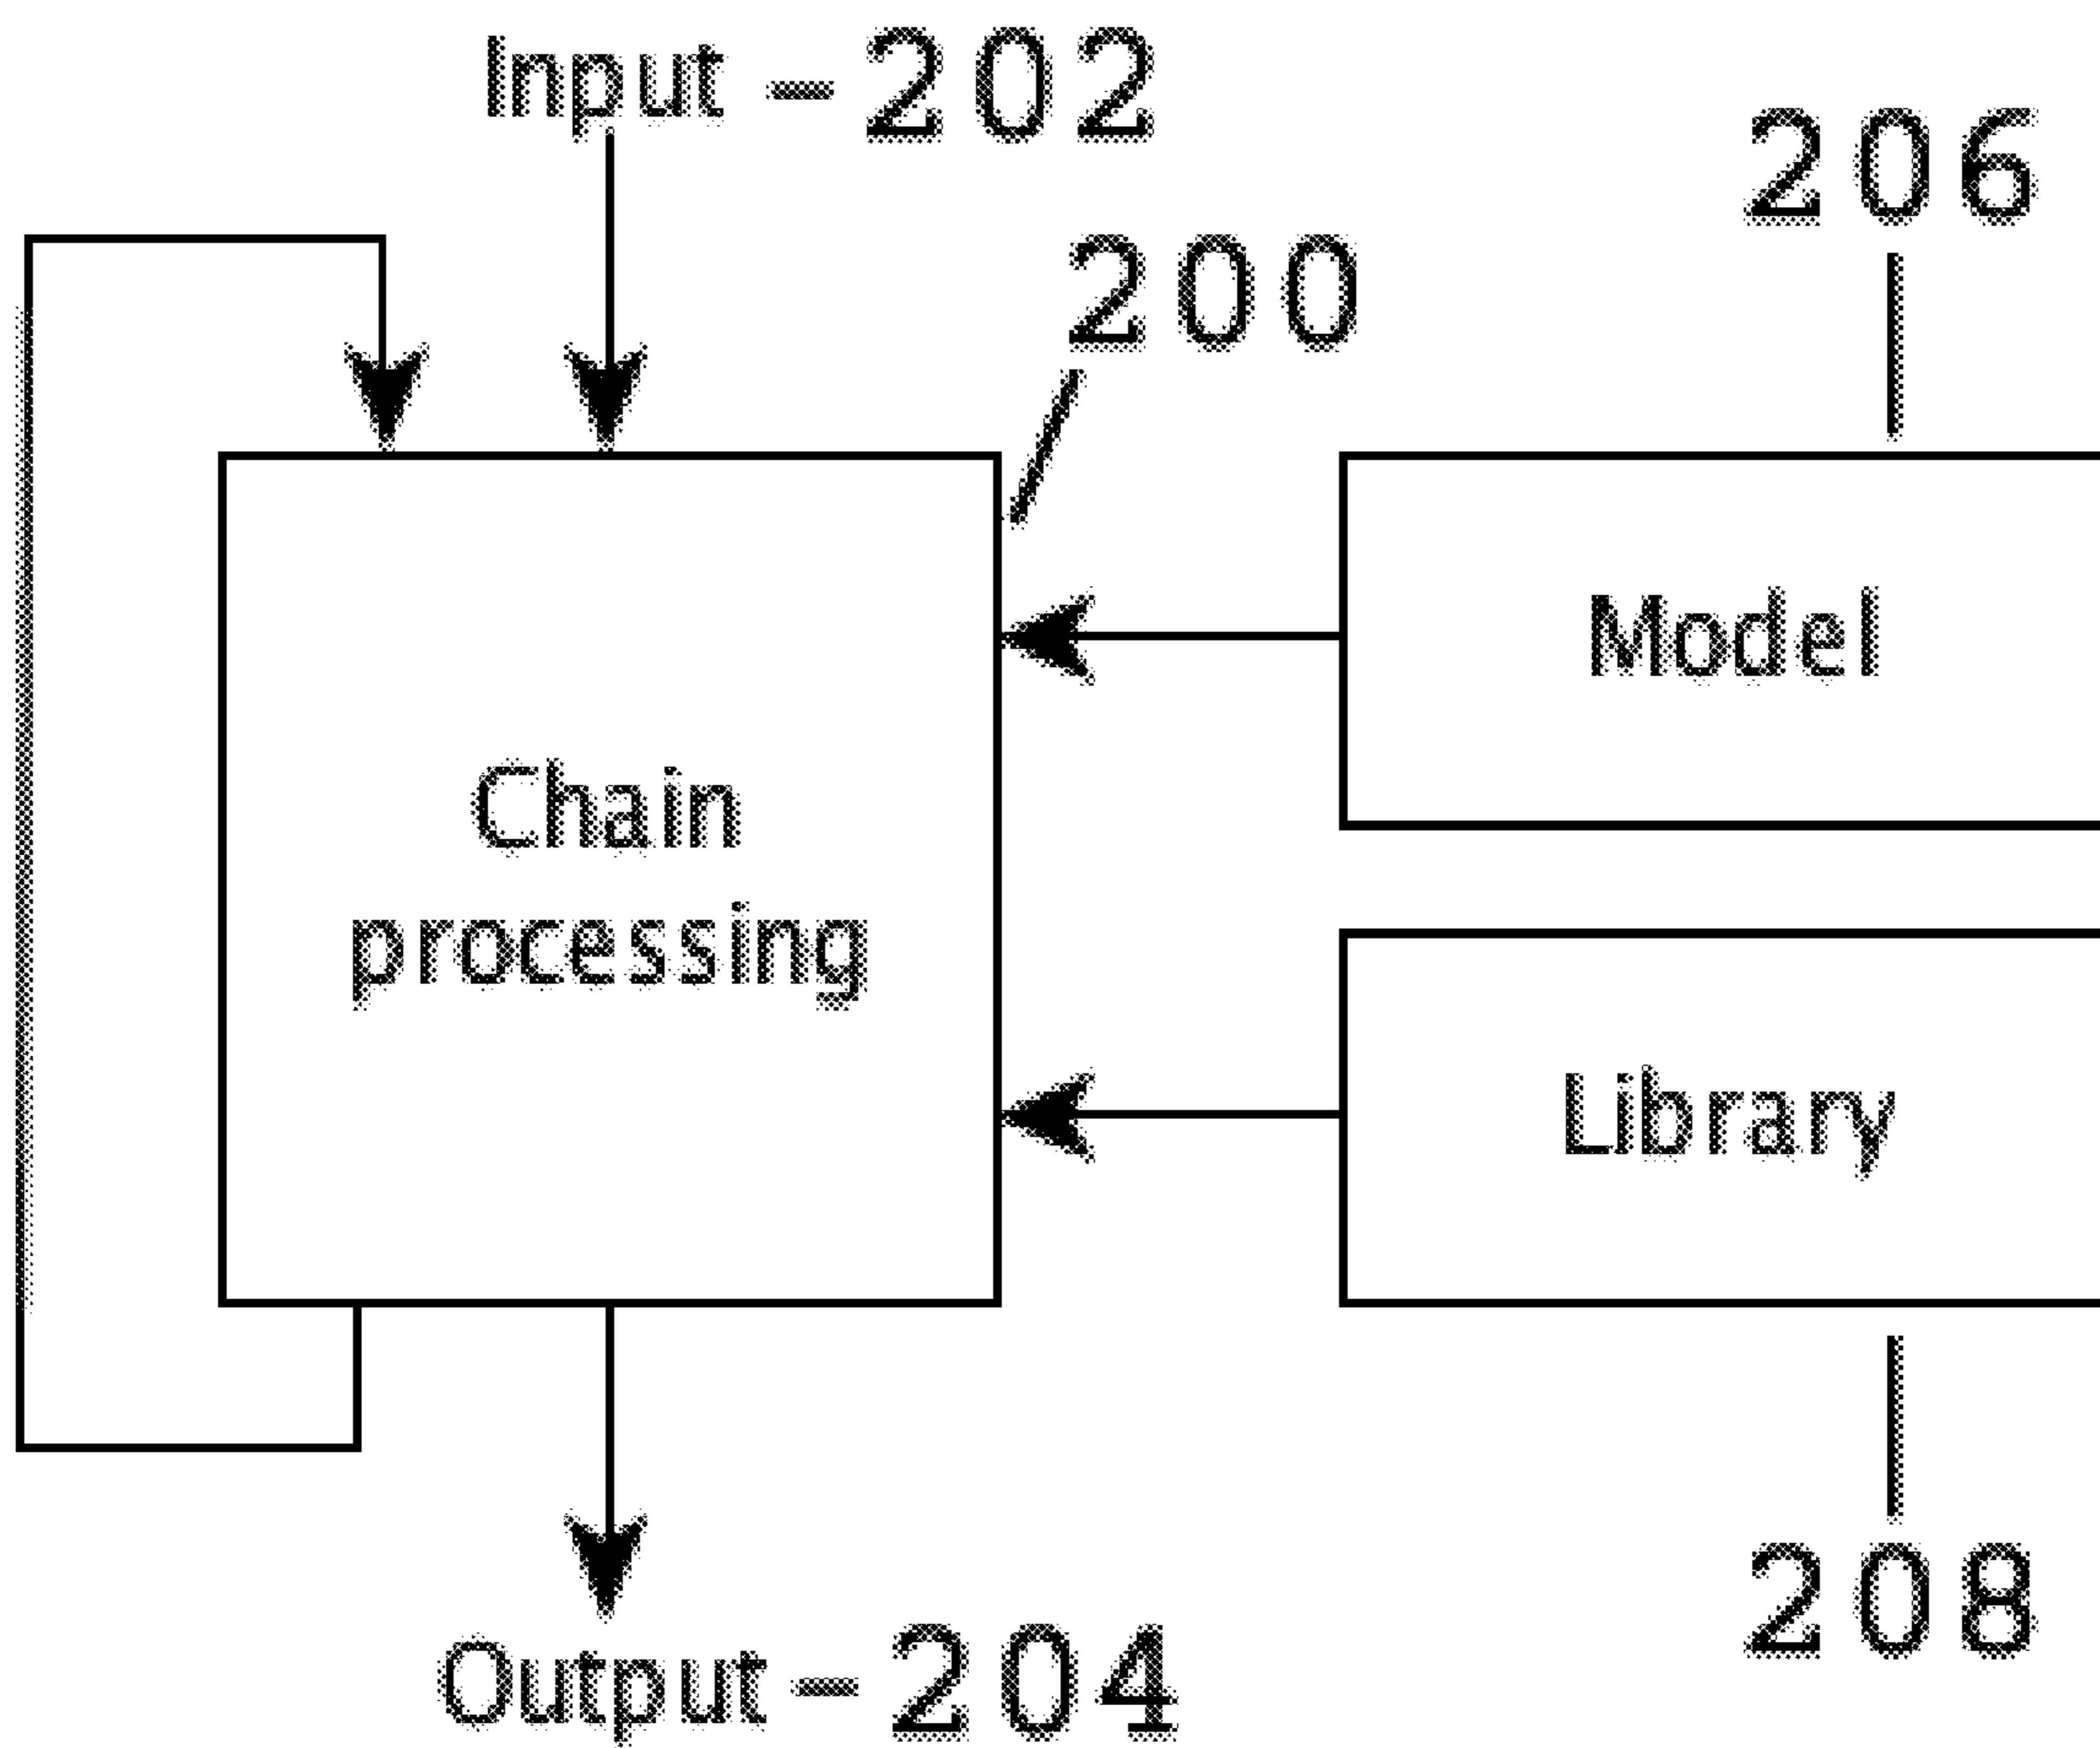 Input -202
206
200
Model
Chain
processing
Library
Output-204
208